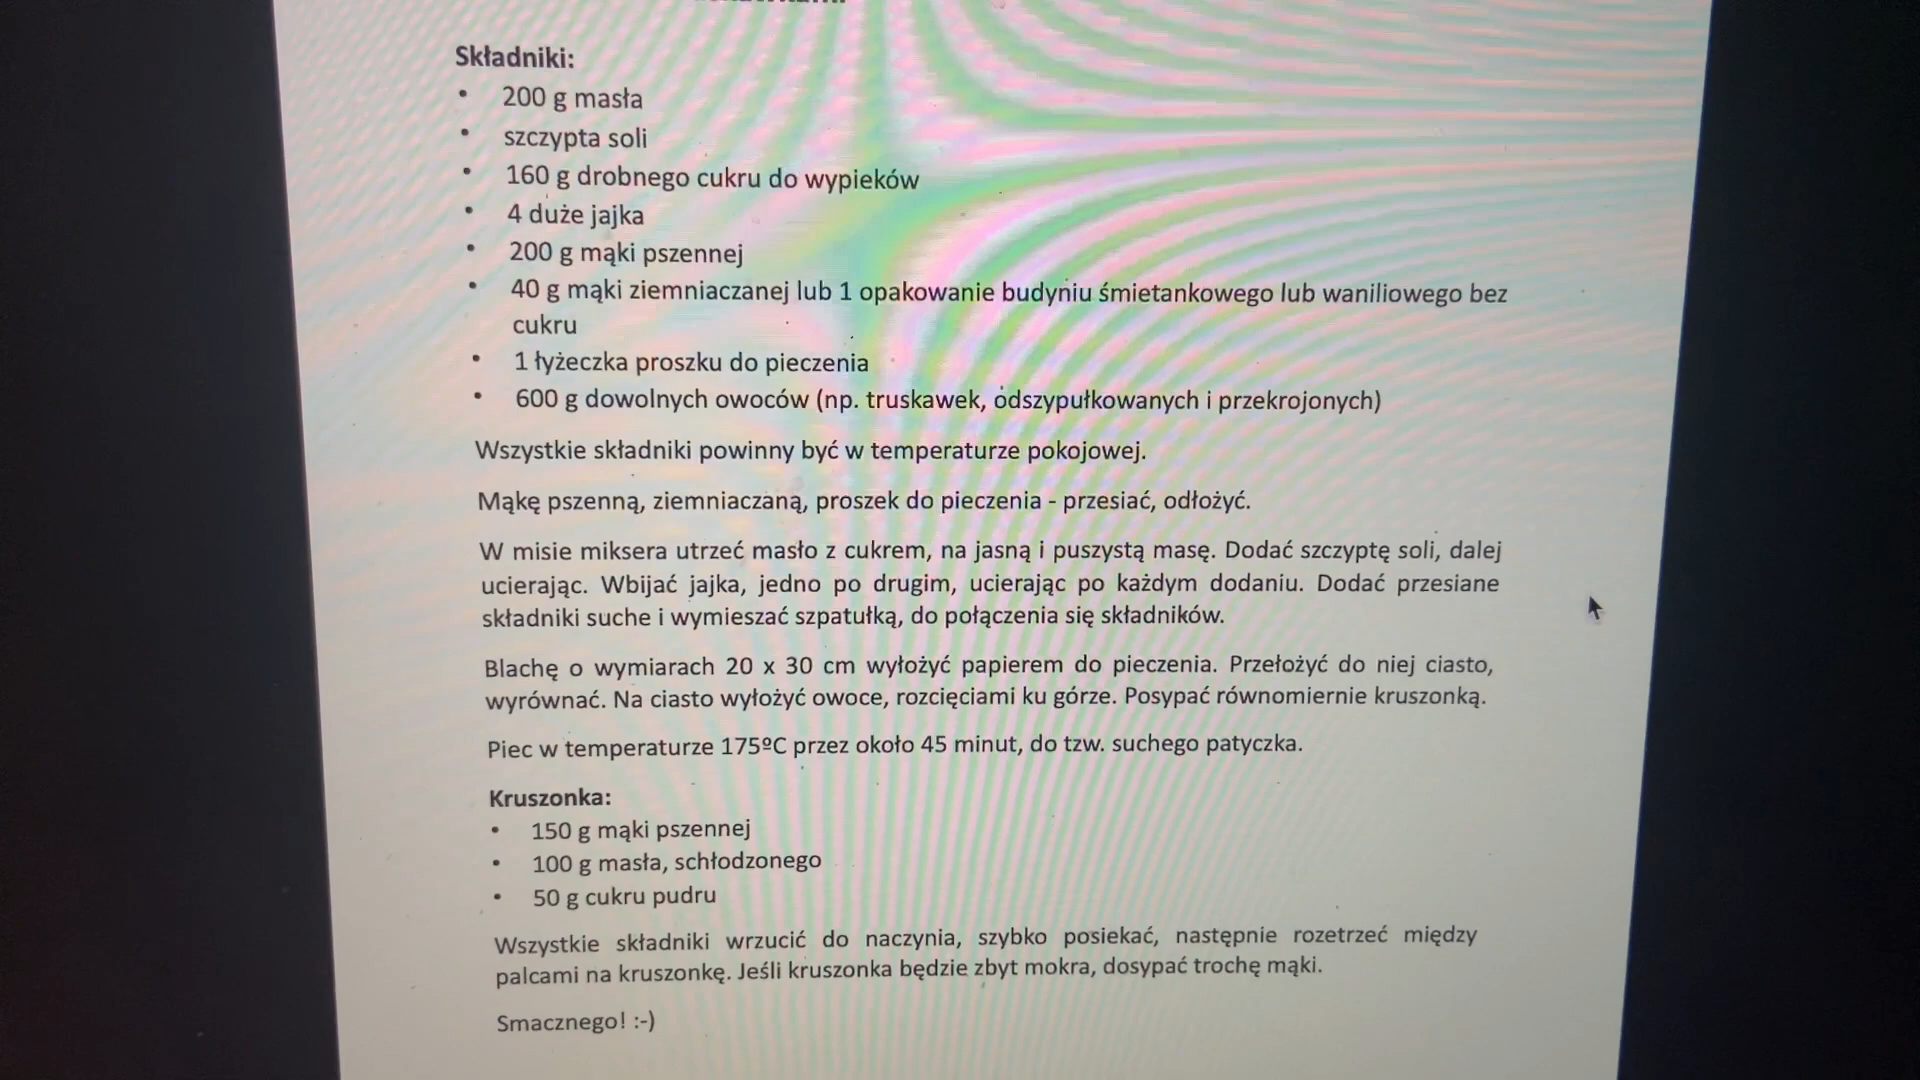 Składniki:
• 200 g masła
• szczypta soli
• 160 g drobnego cukru do wypieków
• 4 duże jajka
• 200 g mąki pszennej
• 40 g mąki ziemniaczanej lub 1 opakowanie budyniu śmietankowego lub waniliowego bez
cukru
• 1 łyżeczka proszku do pieczenia
• 600 g dowolnych owoców (np. truskawek, odszypułkowanych i przekrojonych)
Wszystkie składniki powinny być w temperaturze pokojowej.
Mąkę pszenną, ziemniaczaną, proszek do pieczenia - przesiać, odłożyć.
W misie miksera utrzeć masło z cukrem, na jasną i puszystą masę. Dodać szczyptę soli, dalej
ucierając. Wbijać jajka, jedno po drugim, ucierając po każdym dodaniu. Dodać przesiane
składniki suche i wymieszać szpatułką, do połączenia się składników.
Blachę o wymiarach 20 x 30 cm wyłożyć papierem do pieczenia. Przełożyć do niej ciasto,
wyrównać. Na ciasto wyłożyć owoce, rozcięciami ku górze. Posypać równomiernie kruszonką.
Piec w temperaturze 175ºC przez około 45 minut, do tzw. suchego patyczka.
Kruszonka:
• 150 g mąki pszennej
• 100 g masła, schłodzonego
• 50 g cukru pudru
Wszystkie składniki wrzucić do naczynia, szybko posiekać, następnie rozetrzeć między
palcami na kruszonkę. Jeśli kruszonka będzie zbyt mokra, dosypać trochę mąki.
Smacznego! :-)